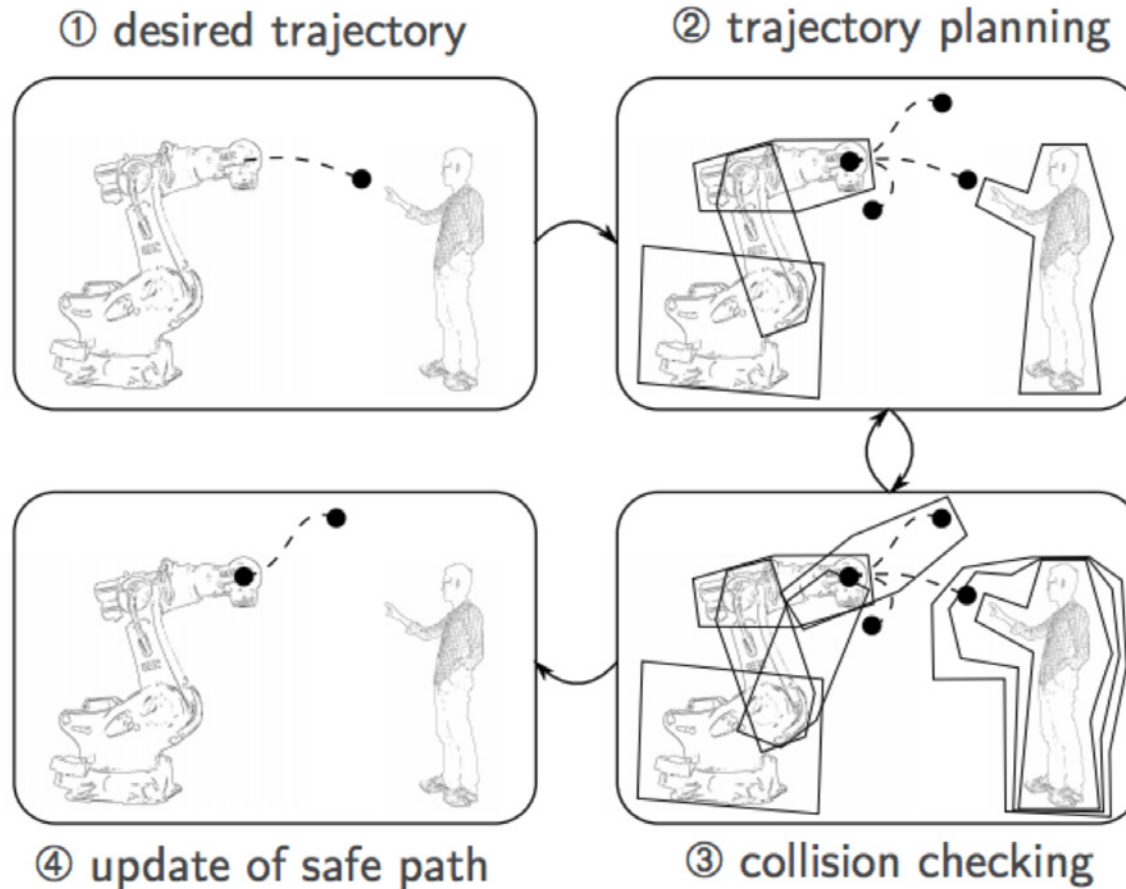 ① desired trajectory
② trajectory planning
④ update of safe path
③ collision checking